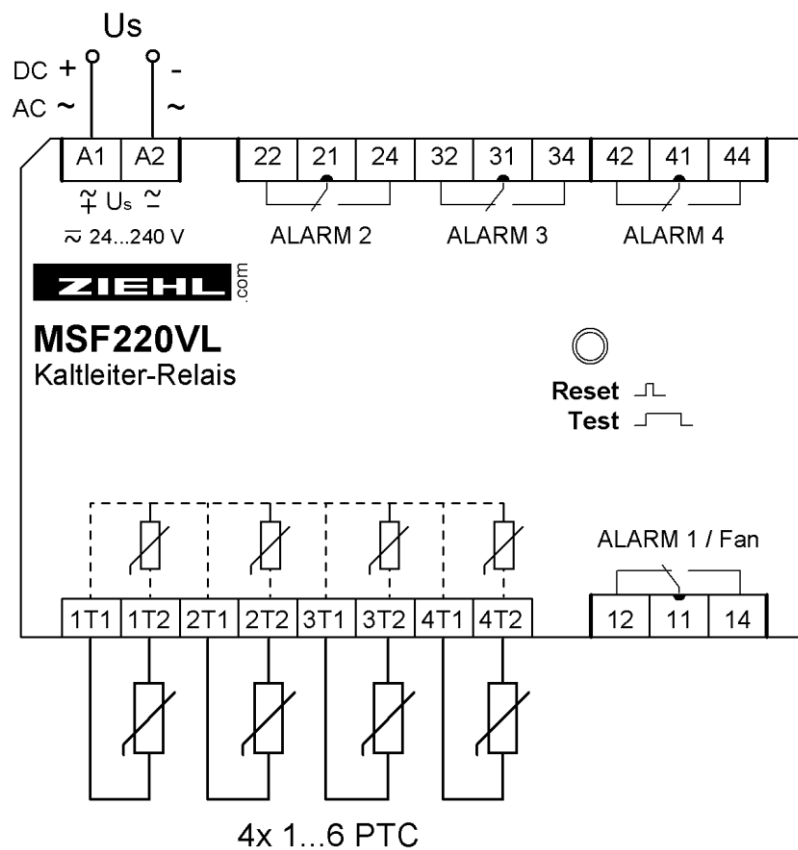 Us
DC + -
AC ~ ~
A1 A2 22 21 24 32 31 34 42 41 44
≂ + Us ≂ −
≂ 24...240 V
ALARM 2 ALARM 3 ALARM 4
ZIEHL .com
MSF220VL
Kaltleiter-Relais
Reset
Test
ALARM 1 / Fan
1T1 1T2 2T1 2T2 3T1 3T2 4T1 4T2 12 11 14
4x 1...6 PTC